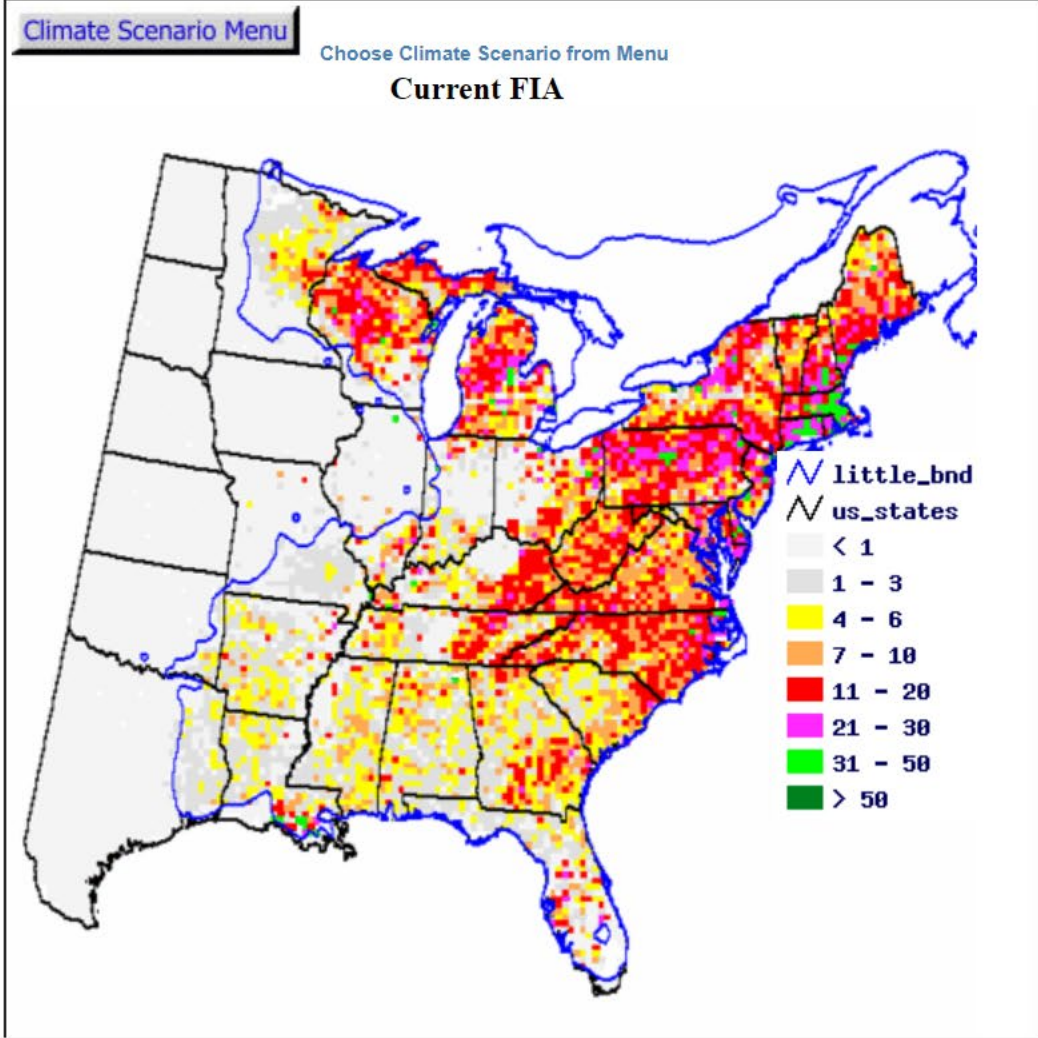 Climate Scenario Menu
Choose Climate Scenario from Menu
Current FIA
little_bnd
us_states
< 1
1 - 3
4 - 6
7 - 10
11 - 20
21 - 30
31 - 50
> 50